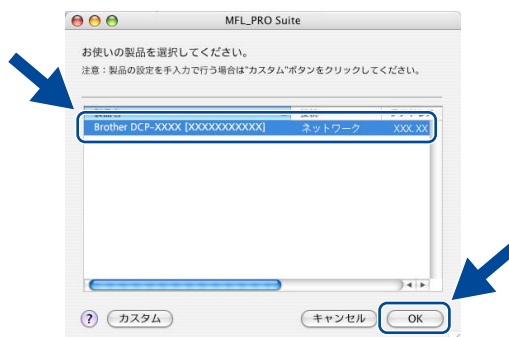 MFL_PRO Suite
お使いの製品を選択してください。
注意：製品の設定を手入力で行う場合は"カスタム"ボタンをクリックしてください。
Brother DCP-XXXX [XXXXXXXXXXX] ネットワーク XXX.XX
? カスタム キャンセル OK